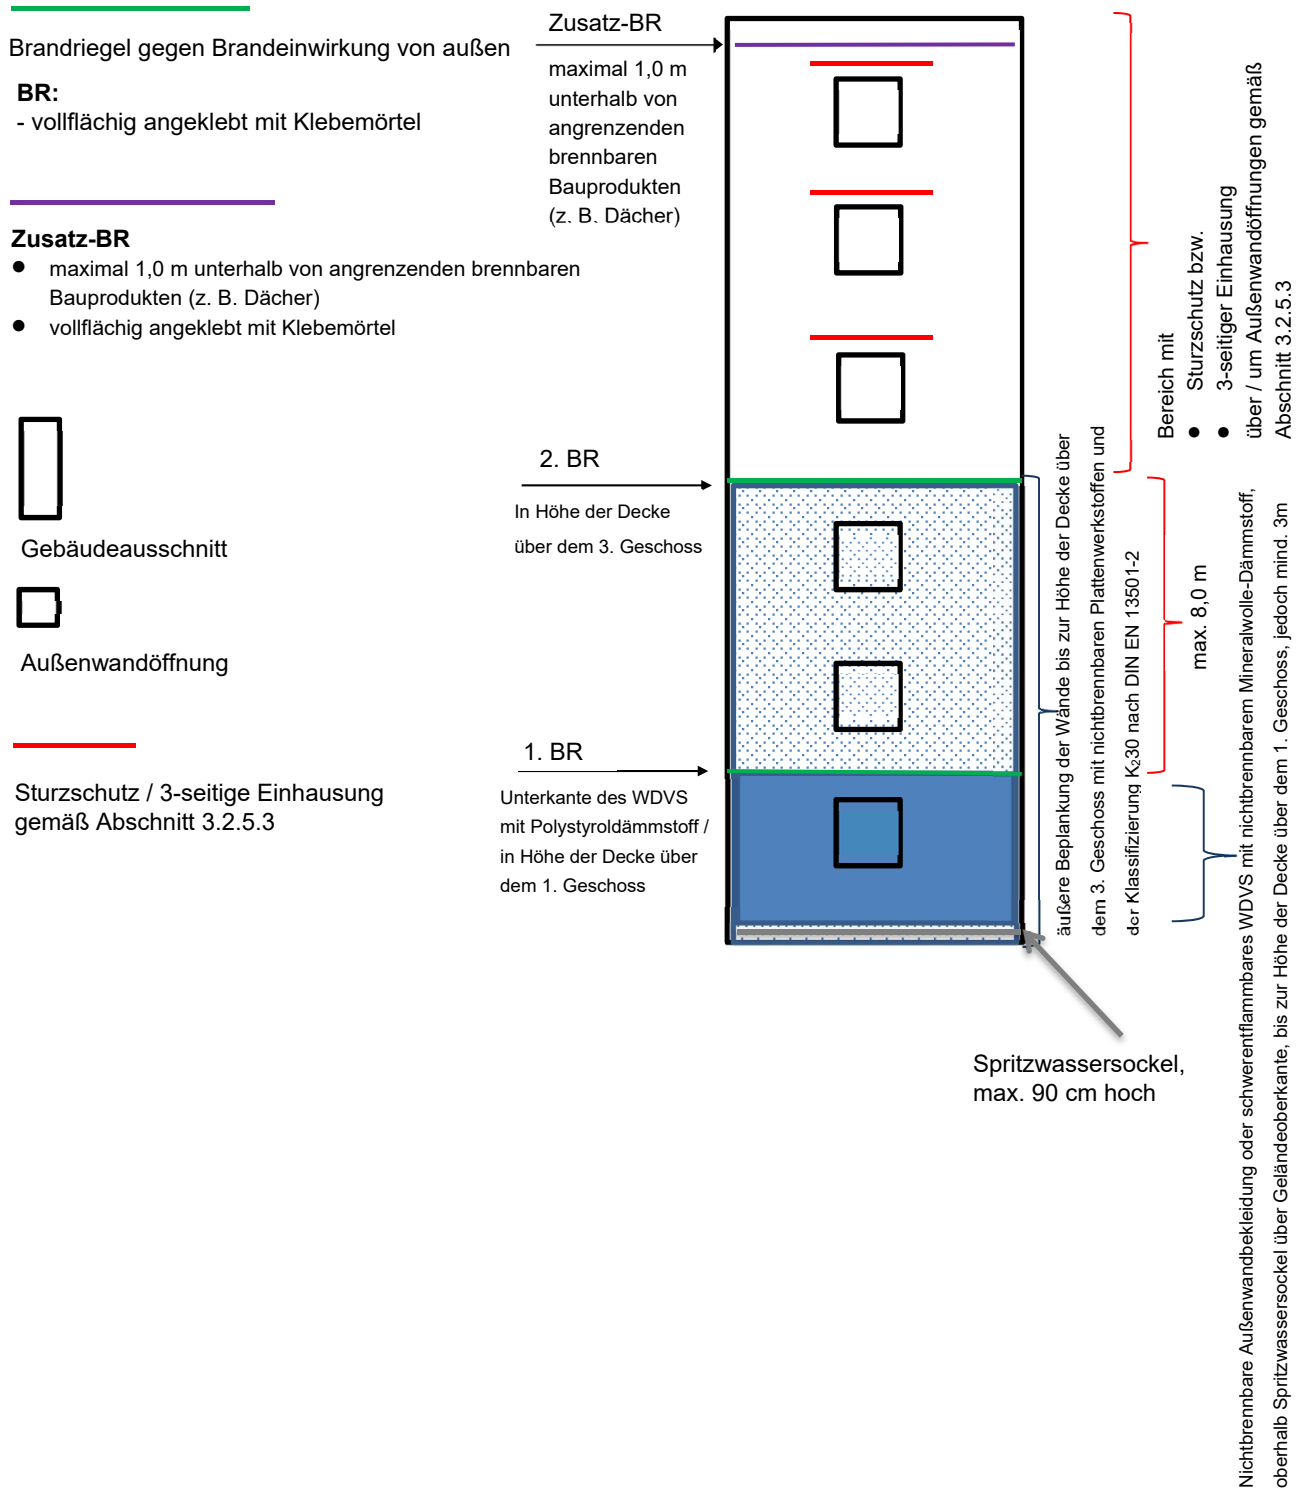 Brandriegel gegen Brandeinwirkung von außen
BR:
- vollflächig angeklebt mit Klebemörtel
Zusatz-BR
● maximal 1,0 m unterhalb von angrenzenden brennbaren
Bauprodukten (z. B. Dächer)
● vollflächig angeklebt mit Klebemörtel
Gebäudeausschnitt
Außenwandöffnung
Sturzschutz / 3-seitige Einhausung
gemäß Abschnitt 3.2.5.3
Zusatz-BR
maximal 1,0 m
unterhalb von
angrenzenden
brennbaren
Bauprodukten
(z. B. Dächer)
2. BR
In Höhe der Decke
über dem 3. Geschoss
1. BR
Unterkante des WDVS
mit Polystyroldämmstoff /
in Höhe der Decke über
dem 1. Geschoss
Spritzwassersockel,
max. 90 cm hoch
äußere Beplankung der Wände bis zur Höhe der Decke über
dem 3. Geschoss mit nichtbrennbaren Plattenwerkstoffen und
der Klassifizierung K₂30 nach DIN EN 13501-2
max. 8,0 m
Bereich mit
● Sturzschutz bzw.
● 3-seitiger Einhausung
über / um Außenwandöffnungen gemäß
Abschnitt 3.2.5.3
Nichtbrennbare Außenwandbekleidung oder schwerentflammbares WDVS mit nichtbrennbarem Mineralwolle-Dämmstoff,
oberhalb Spritzwassersockel über Geländeoberkante, bis zur Höhe der Decke über dem 1. Geschoss, jedoch mind. 3m